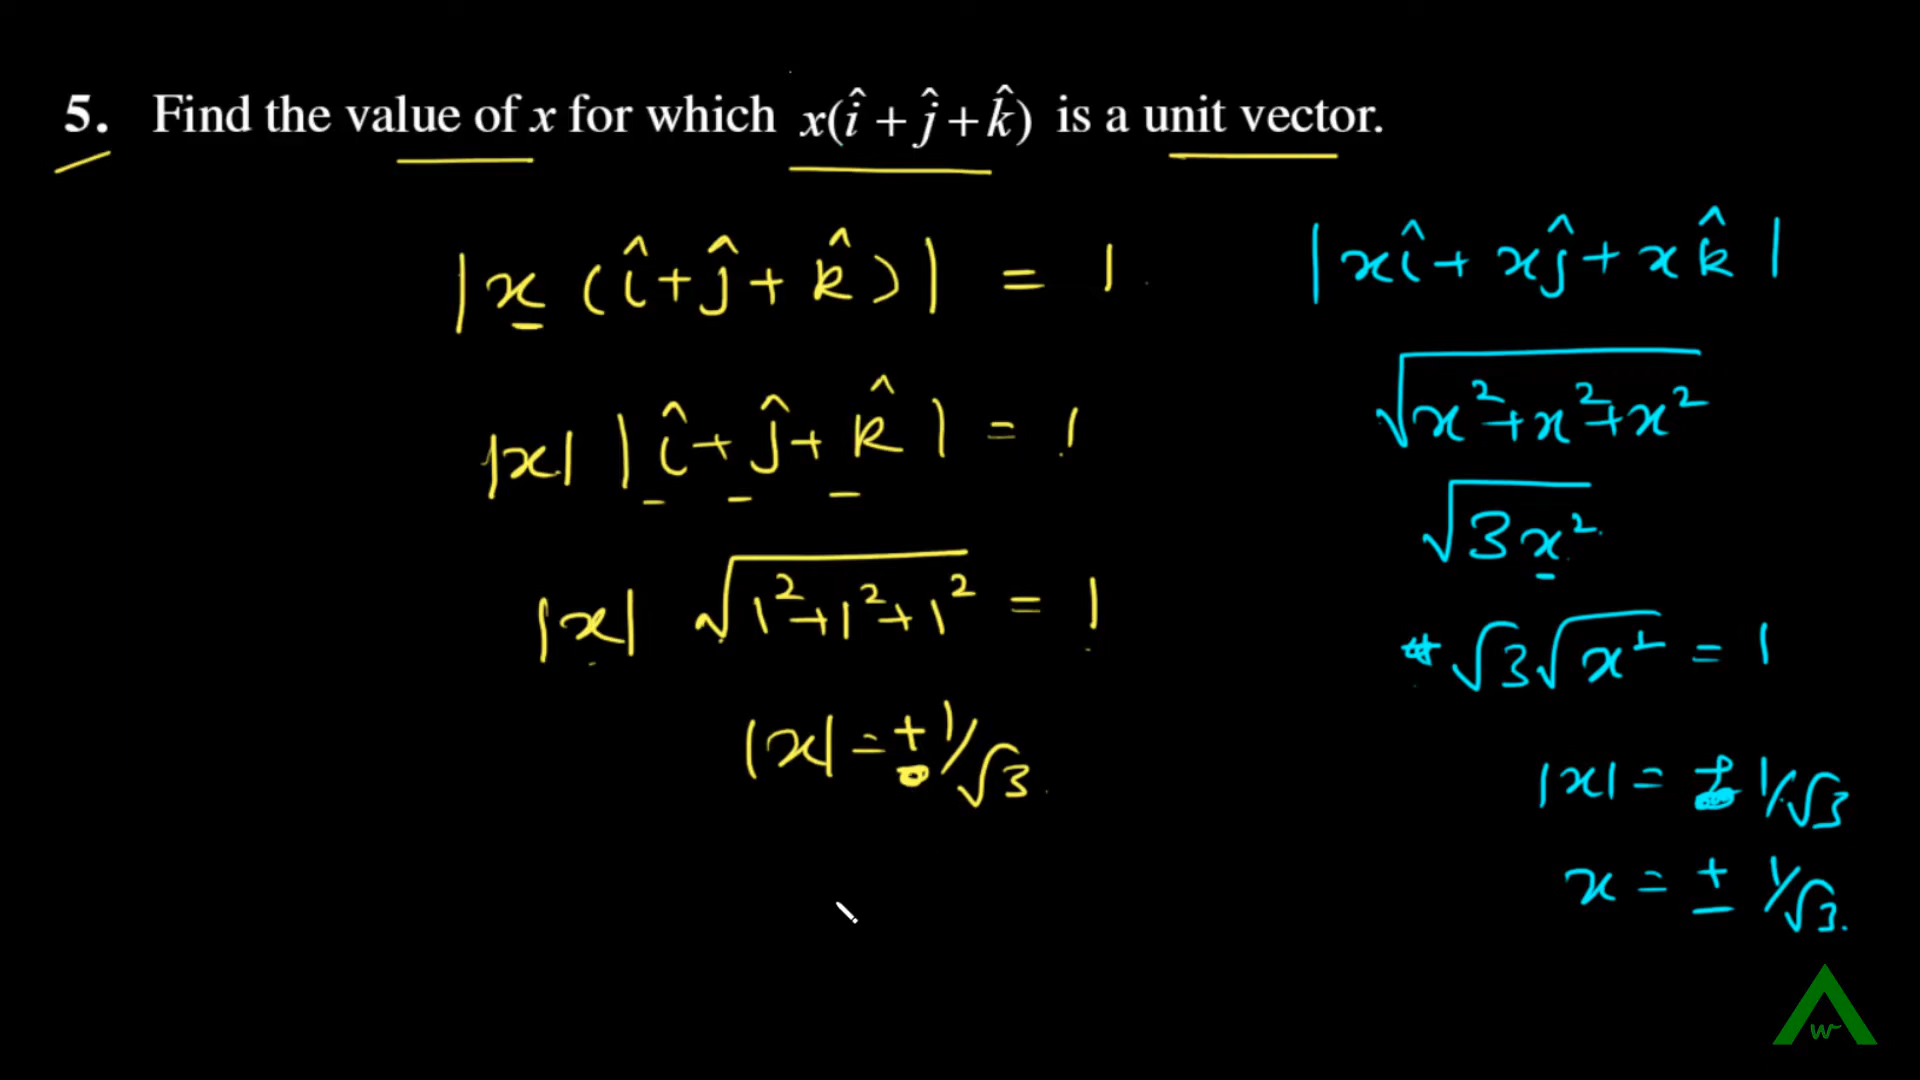 5. Find the value of x for which x(î + ĵ + k̂) is a unit vector.
|x (î + ĵ + k̂)| = 1
|x| |î + ĵ + k̂| = 1
|x| √(1² + 1² + 1²) = 1
|x| = ± 1/√3
|xî + xĵ + xk̂|
√(x² + x² + x²)
√(3x²)
√3 √(x²) = 1
|x| = 1/√3
x = ± 1/√3.
W